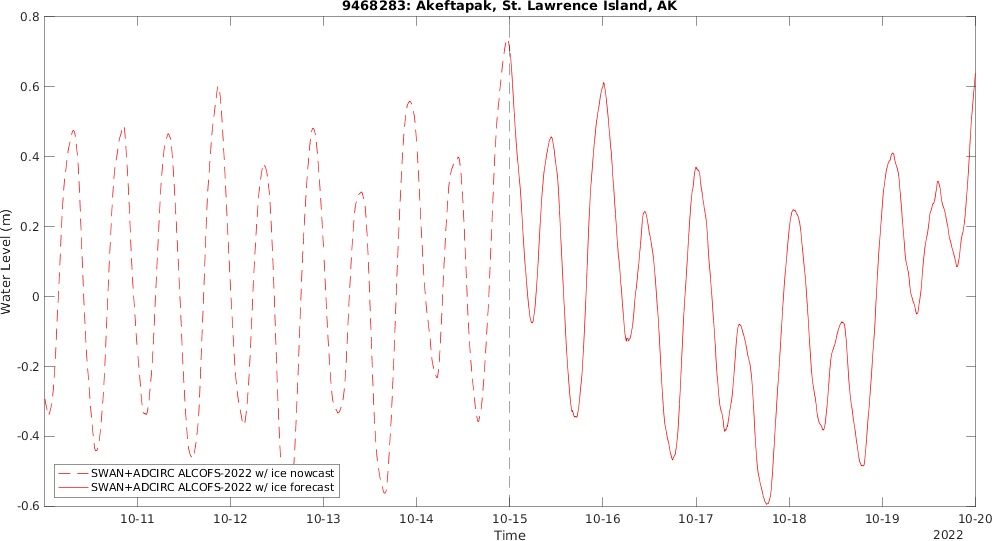 9468283: Akeftapak, St. Lawrence Island, AK
0.8
0.6
0.4
0.2
0
-0.2
-0.4
-0.6
Water Level (m)
SWAN+ADCIRC ALCOFS-2022 w/ ice nowcast
SWAN+ADCIRC ALCOFS-2022 w/ ice forecast
10-11 10-12 10-13 10-14 10-15 10-16 10-17 10-18 10-19 10-20
Time
2022